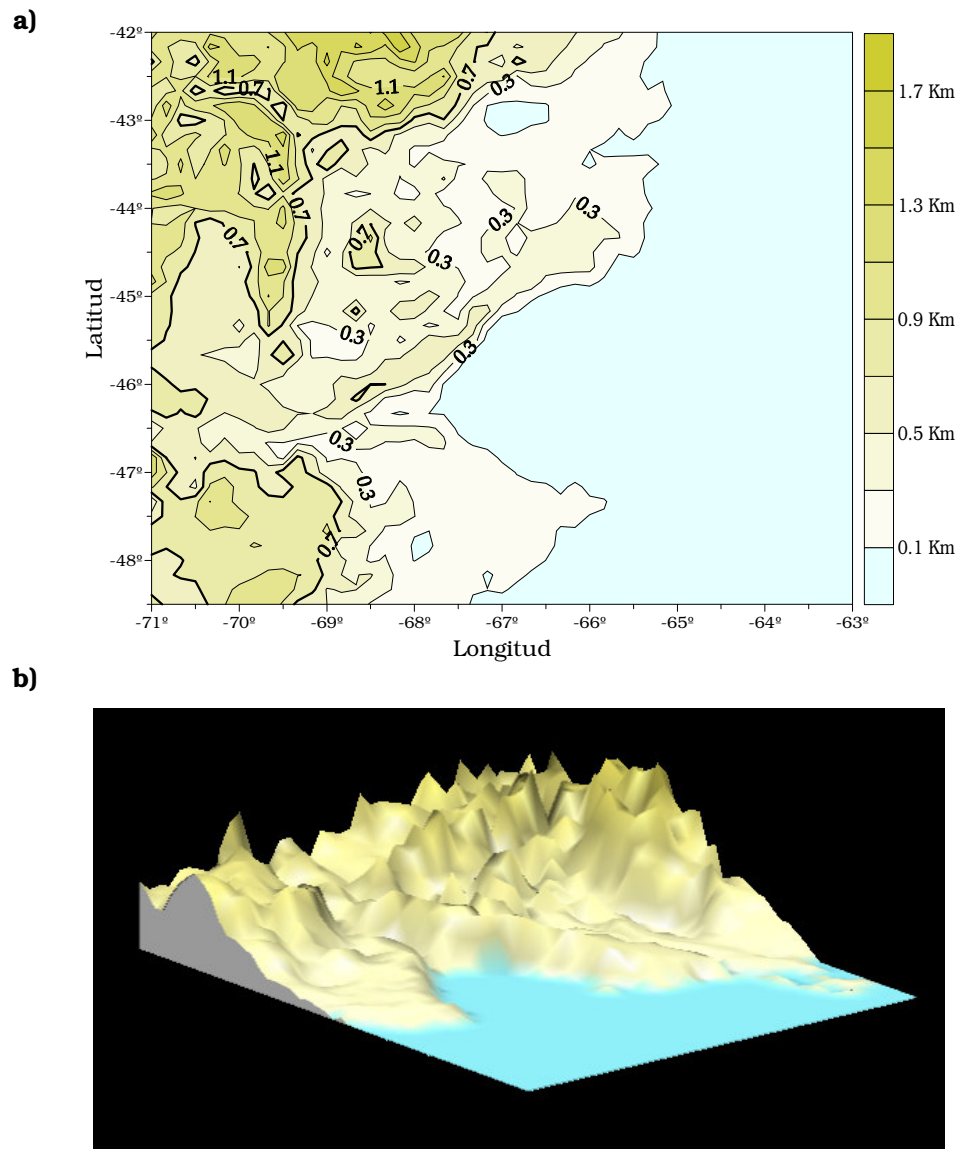 a)
-42º
-43º
-44º
-45º
-46º
-47º
-48º
Latitud
1.1
0.7
1.1
0.7
0.3
1.1
0.7
0.7
0.7
0.3
0.3
0.3
0.3
0.3
0.3
0.3
0.7
1.7 Km
1.3 Km
0.9 Km
0.5 Km
0.1 Km
-71º -70º -69º -68º -67º -66º -65º -64º -63º
Longitud
b)